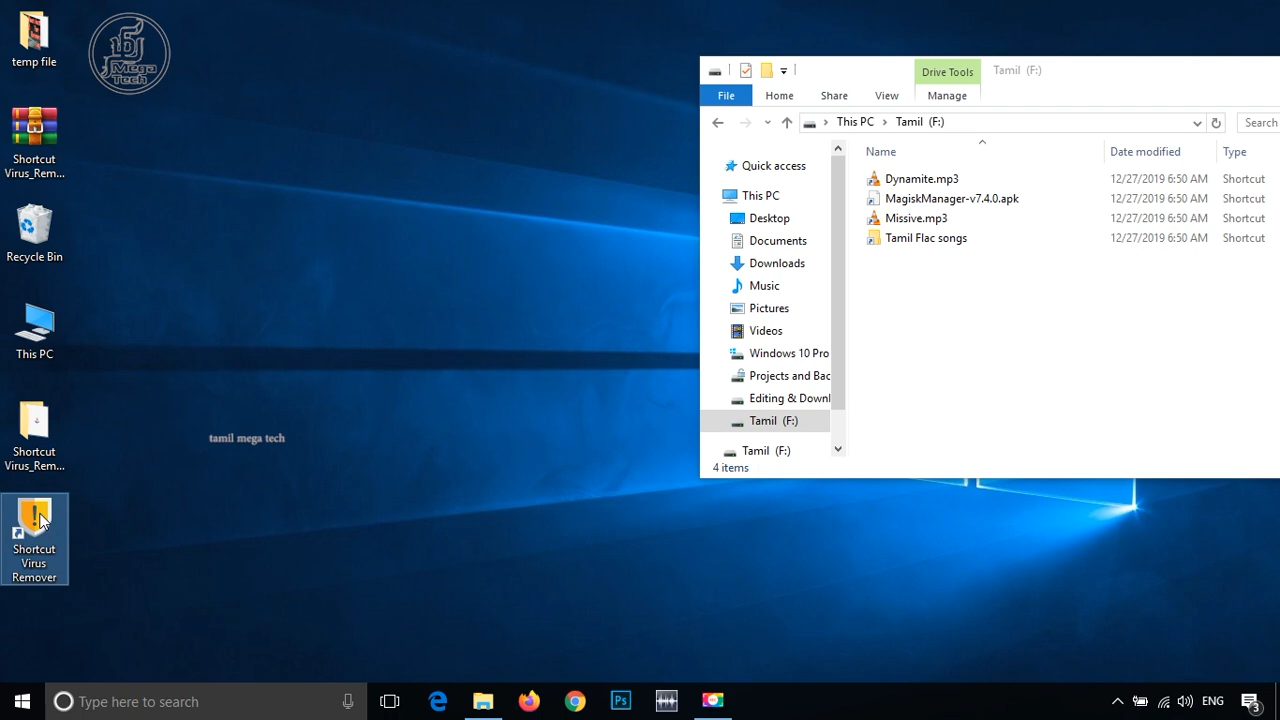 temp file
Mega
Tech
Shortcut
Virus_Rem...
Recycle Bin
This PC
Shortcut
Virus_Rem...
Shortcut
Virus
Remover
tamil mega tech
Drive Tools
Tamil (F:)
File
Home
Share
View
Manage
This PC
Tamil (F:)
Search
Name
Date modified
Type
Quick access
This PC
Desktop
Documents
Downloads
Music
Pictures
Videos
Windows 10 Pro
Projects and Bac
Editing & Downl
Tamil (F:)
Tamil (F:)
Dynamite.mp3 12/27/2019 6:50 AM Shortcut
MagiskManager-v7.4.0.apk 12/27/2019 6:50 AM Shortcut
Missive.mp3 12/27/2019 6:50 AM Shortcut
Tamil Flac songs 12/27/2019 6:50 AM Shortcut
4 items
Type here to search
Ps
ENG
3